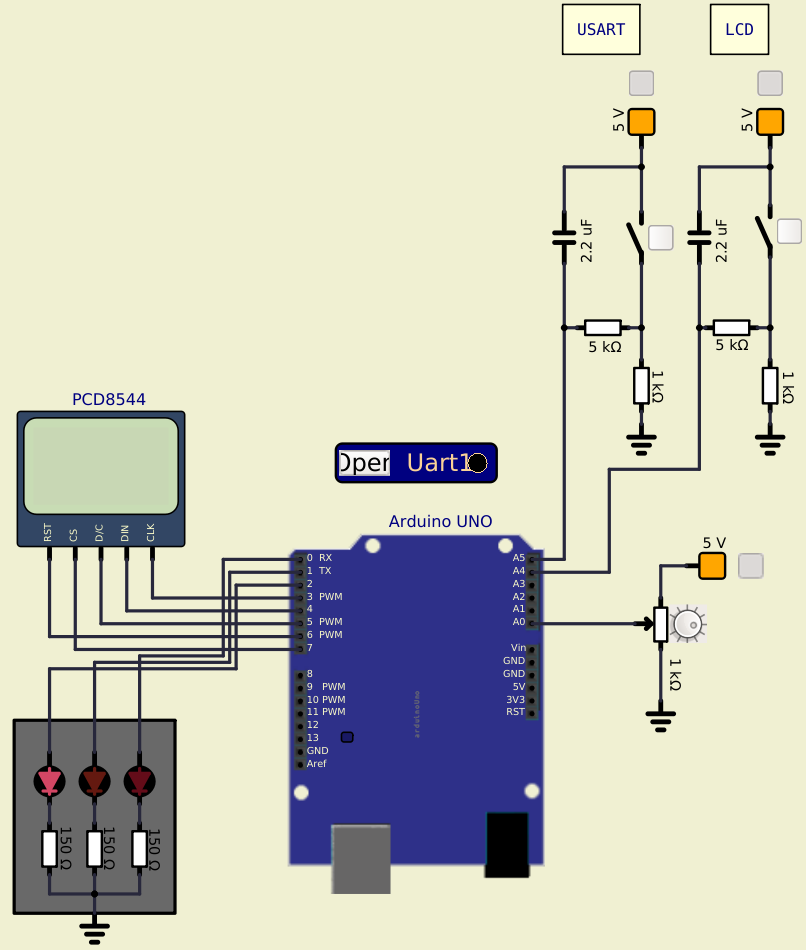 USART
LCD
5 V
5 V
2.2 uF
2.2 uF
5 kΩ
5 kΩ
1 kΩ
1 kΩ
PCD8544
RST
CS
D/C
DIN
CLK
Open
Uart1
Arduino UNO
0 RX
1 TX
2
3 PWM
4
5 PWM
6 PWM
7
8
9 PWM
10 PWM
11 PWM
12
13
GND
Aref
A5
A4
A3
A2
A1
A0
Vin
GND
GND
5V
3V3
RST
arduinoUno
5 V
1 kΩ
150 Ω
150 Ω
150 Ω